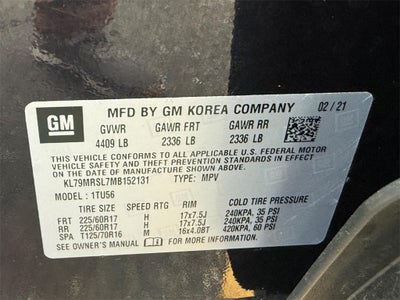 GM
MFD BY GM KOREA COMPANY 02/21
GVWR GAWR FRT GAWR RR
4409 LB 2336 LB 2336 LB
THIS VEHICLE CONFORMS TO ALL APPLICABLE U.S. FEDERAL MOTOR
VEHICLE SAFETY AND THEFT PREVENTION STANDARDS IN EFFECT ON THE DATE OF
MANUFACTURE SHOWN ABOVE.
KL79MRSL7MB152131 TYPE: MPV
MODEL: 1TU56
TIRE SIZE SPEED RTG RIM COLD TIRE PRESSURE
FRT 225/60R17 H 17x7.5J 240KPA, 35 PSI
RR 225/60R17 H 17x7.5J 240KPA, 35 PSI
SPA T125/70R16 M 16x4.0BT 420KPA, 60 PSI
SEE OWNER'S MANUAL FOR MORE INFORMATION.